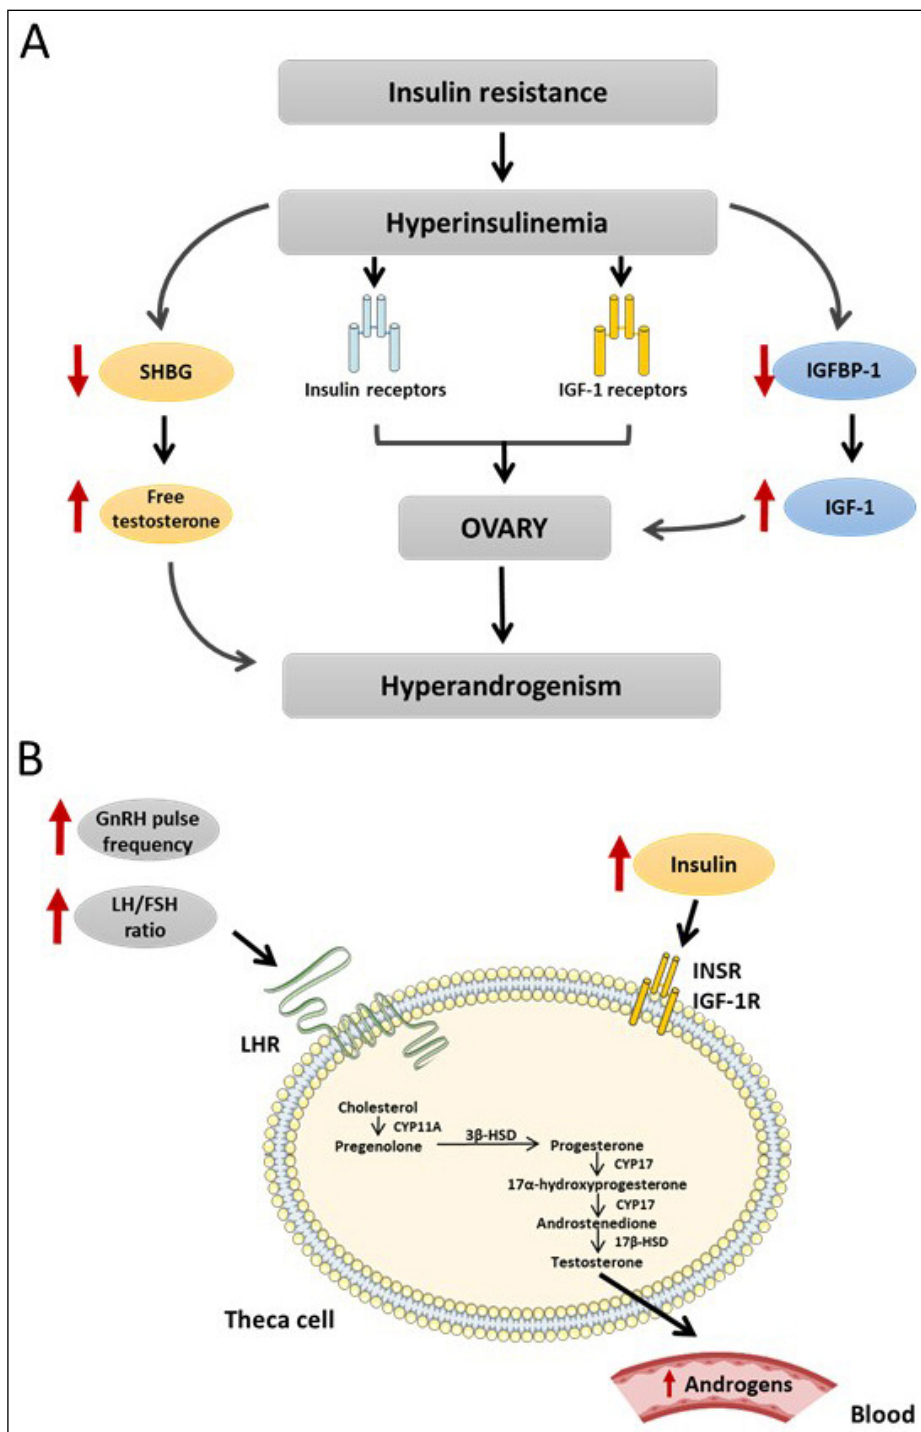 A
Insulin resistance
Hyperinsulinemia
SHBG
Insulin receptors
IGF-1 receptors
IGFBP-1
Free
testosterone
OVARY
IGF-1
Hyperandrogenism
B
GnRH pulse
frequency
LH/FSH
ratio
Insulin
INSR
IGF-1R
LHR
Cholesterol
CYP11A
Pregenolone
3β-HSD
Progesterone
CYP17
17α-hydroxyprogesterone
CYP17
Androstenedione
17β-HSD
Testosterone
Theca cell
Androgens
Blood